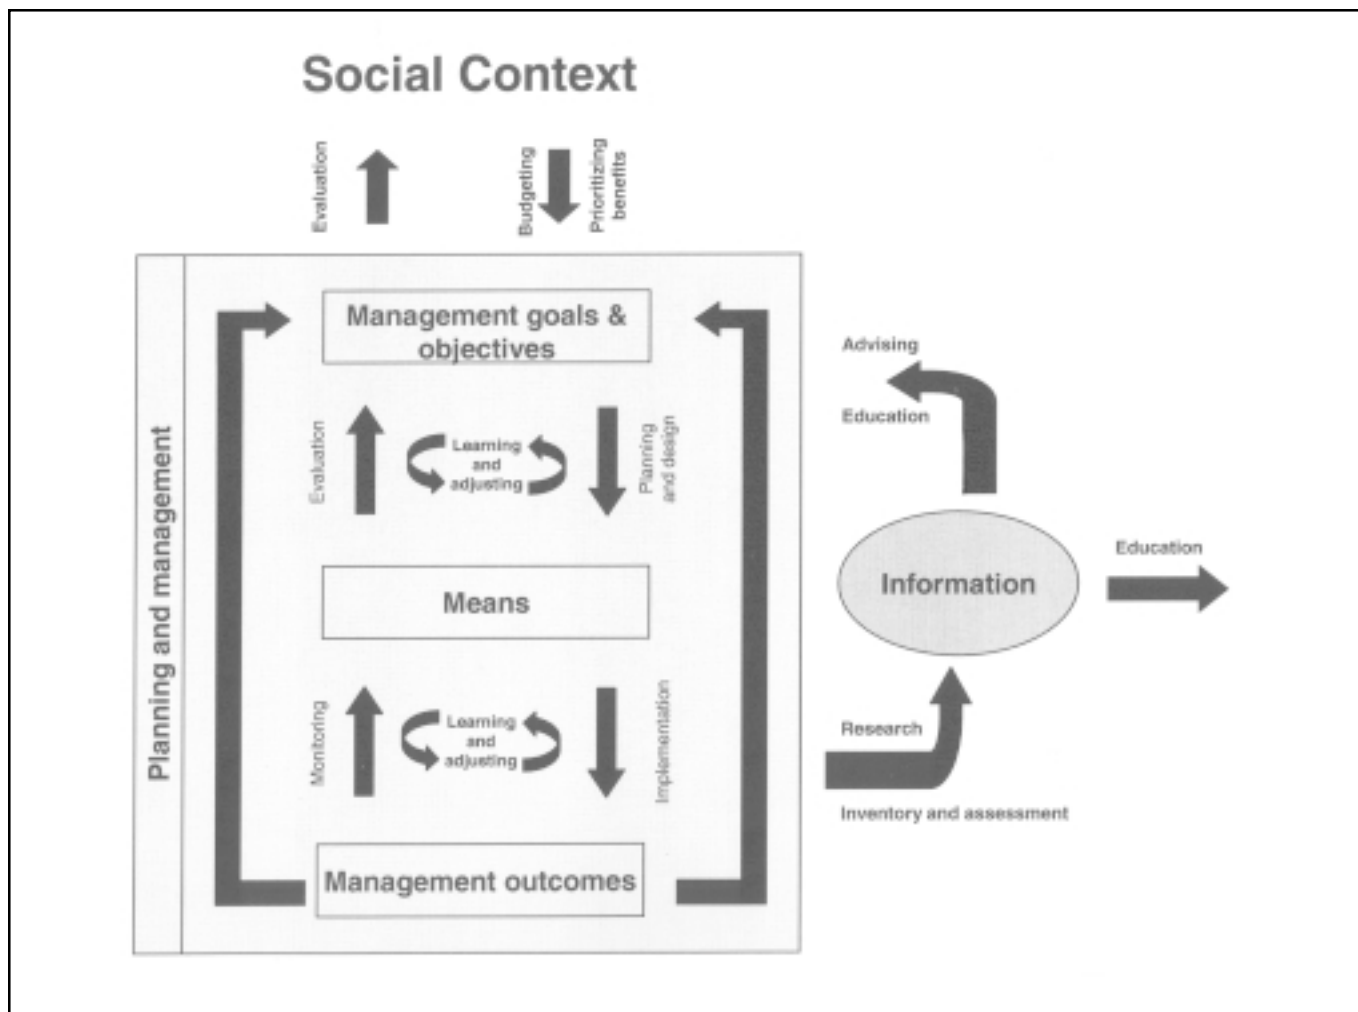 Social Context
Evaluation
Budgeting
Prioritizing
benefits
Planning and management
Management goals &
objectives
Evaluation
Learning
and
adjusting
Planning
and design
Means
Monitoring
Learning
and
adjusting
Implementation
Management outcomes
Advising
Education
Information
Education
Research
Inventory and assessment